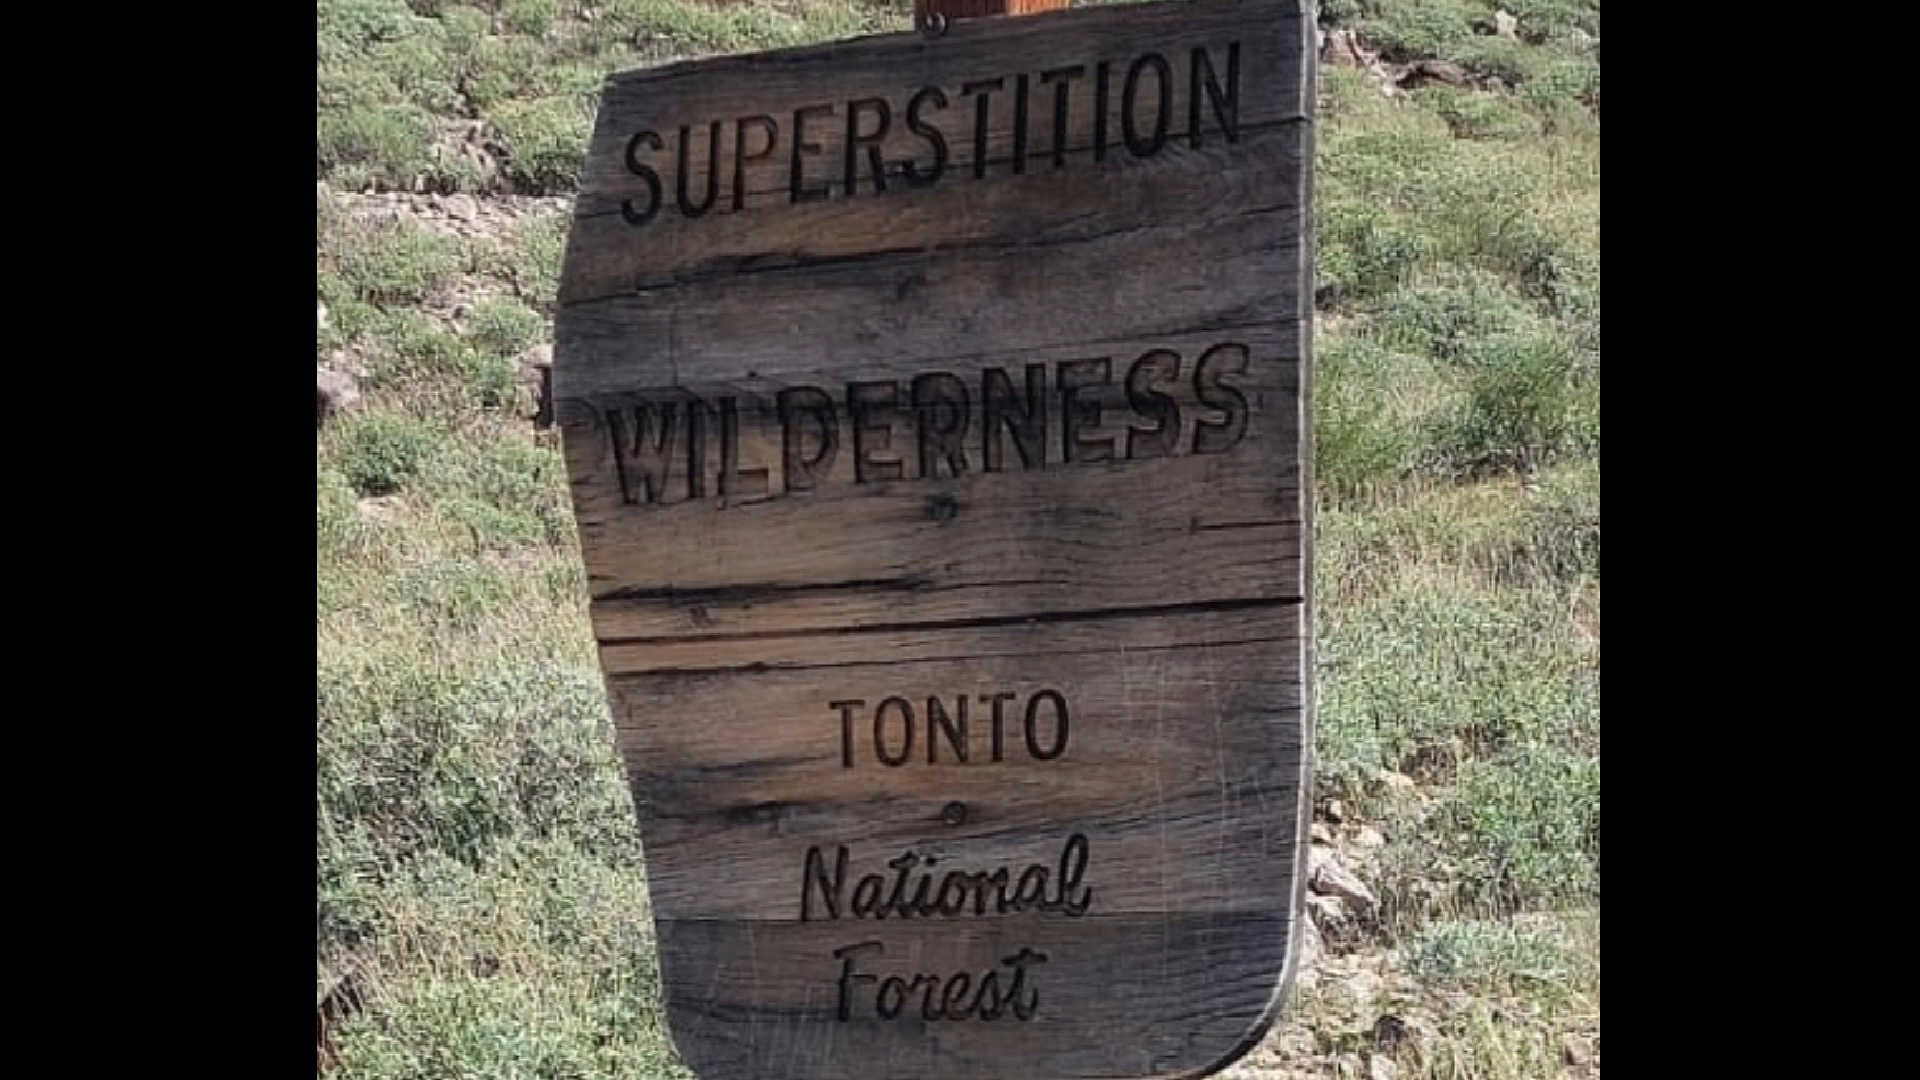 SUPERSTITION
WILDERNESS
TONTO
National
Forest